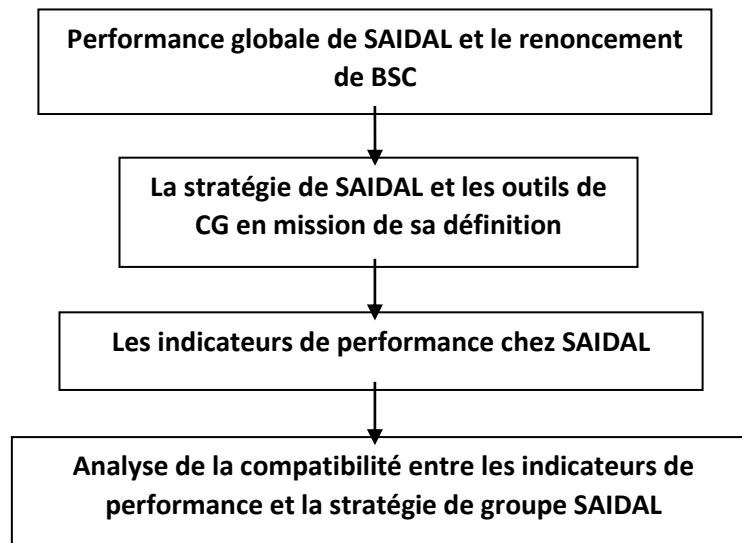 Performance globale de SAIDAL et le renoncement
de BSC
La stratégie de SAIDAL et les outils de
CG en mission de sa définition
Les indicateurs de performance chez SAIDAL
Analyse de la compatibilité entre les indicateurs de
performance et la stratégie de groupe SAIDAL